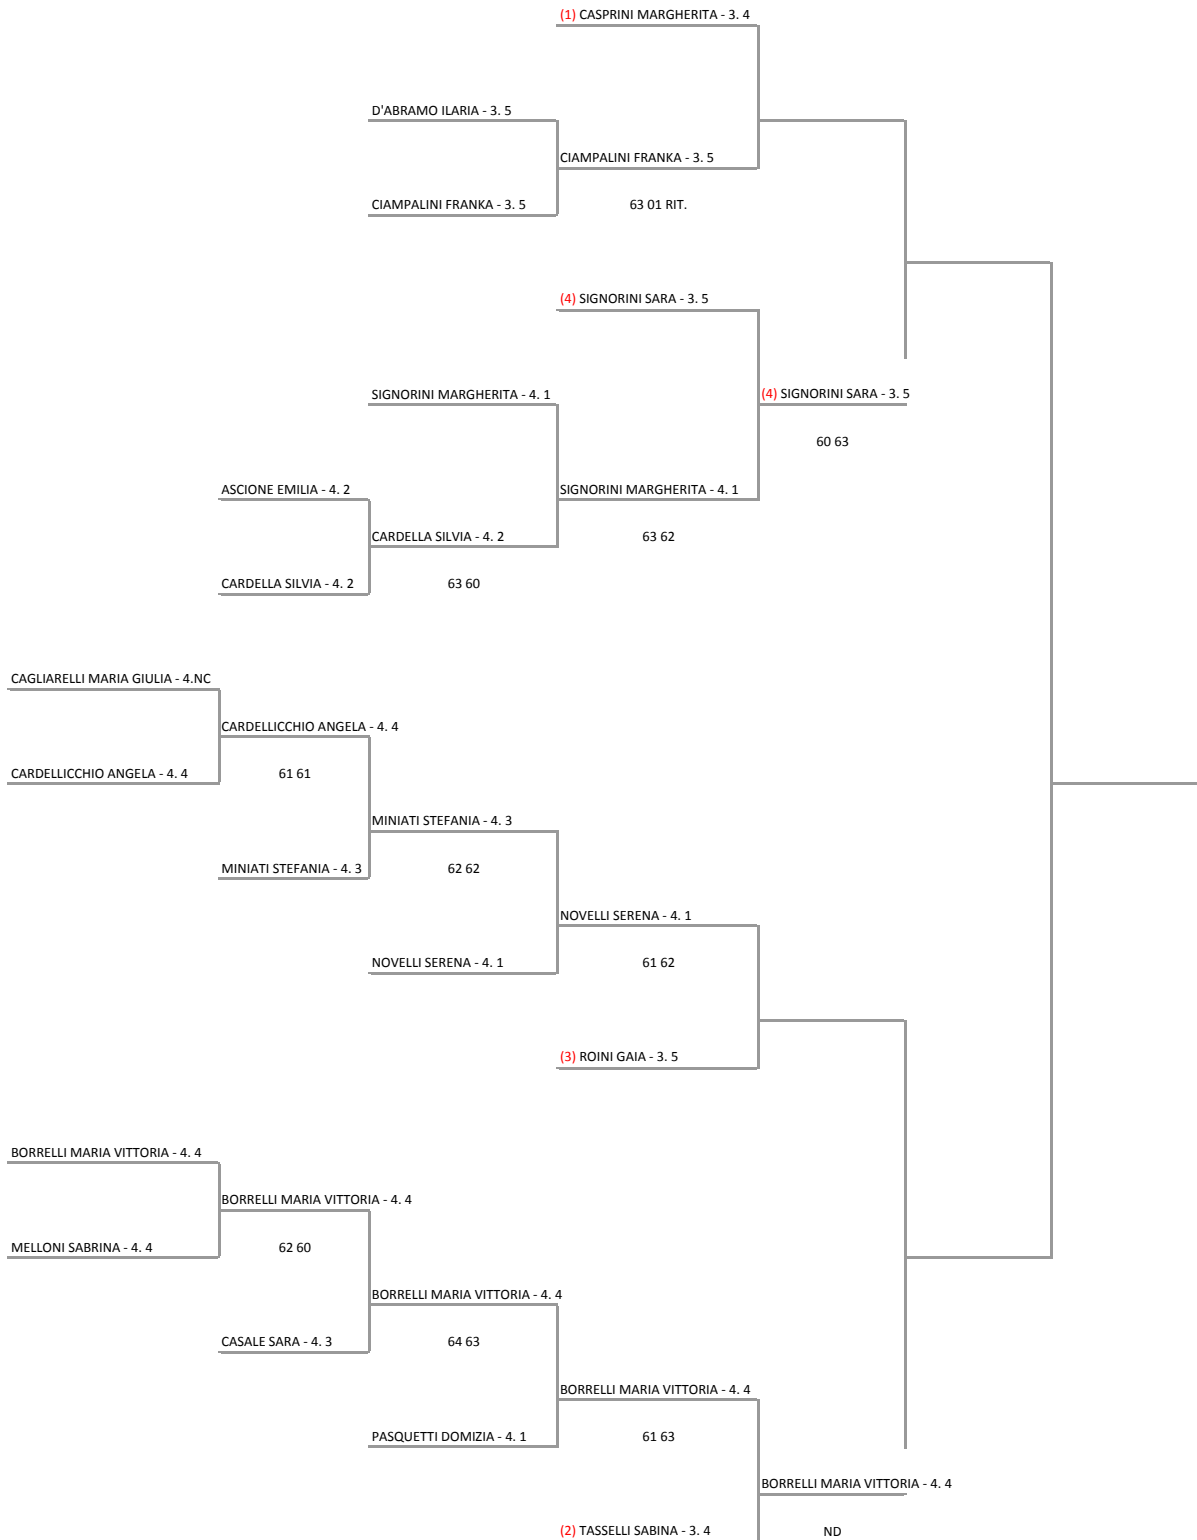 (1) CASPRINI MARGHERITA - 3. 4
D'ABRAMO ILARIA - 3. 5
CIAMPALINI FRANKA - 3. 5
CIAMPALINI FRANKA - 3. 5
63 01 RIT.
(4) SIGNORINI SARA - 3. 5
SIGNORINI MARGHERITA - 4. 1
(4) SIGNORINI SARA - 3. 5
60 63
ASCIONE EMILIA - 4. 2
SIGNORINI MARGHERITA - 4. 1
CARDELLA SILVIA - 4. 2
63 62
CARDELLA SILVIA - 4. 2
63 60
CAGLIARELLI MARIA GIULIA - 4.NC
CARDELLICCHIO ANGELA - 4. 4
CARDELLICCHIO ANGELA - 4. 4
61 61
MINIATI STEFANIA - 4. 3
MINIATI STEFANIA - 4. 3
62 62
NOVELLI SERENA - 4. 1
NOVELLI SERENA - 4. 1
61 62
(3) ROINI GAIA - 3. 5
BORRELLI MARIA VITTORIA - 4. 4
BORRELLI MARIA VITTORIA - 4. 4
MELLONI SABRINA - 4. 4
62 60
BORRELLI MARIA VITTORIA - 4. 4
CASALE SARA - 4. 3
64 63
BORRELLI MARIA VITTORIA - 4. 4
PASQUETTI DOMIZIA - 4. 1
61 63
BORRELLI MARIA VITTORIA - 4. 4
(2) TASSELLI SABINA - 3. 4
ND